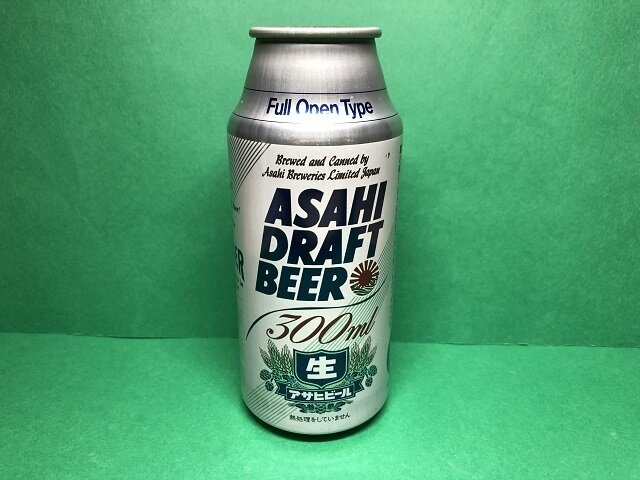 Full Open Type
Brewed and Canned by
Asahi Breweries Limited Japan
ASAHI
DRAFT
BEER
300ml
生
アサヒビール
熱処理をしていません